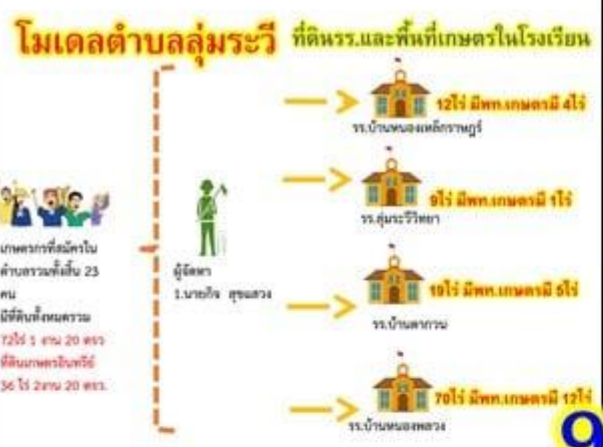 โมเดลตำบลลุ่มระวี ที่ดินรร.และพื้นที่เกษตรในโรงเรียน
12ไร่ มีพท.เกษตรมี 4ไร่
รร.บ้านหนองเหล็กราษฎร์
9ไร่ มีพท.เกษตรมี 1ไร่
รร.ลุ่มระวีวิทยา
เกษตรกรที่สมัครใน
ตำบลรวมทั้งสิ้น 23
คน
มีที่ดินทั้งหมดรวม
72ไร่ 1 งาน 20 ตรว
ที่ดินเกษตรอินทรีย์
36 ไร่ 2งาน 20 ตรว.
ผู้จัดหา
1.นายกิจ สุขแสวง
19ไร่ มีพท.เกษตรมี 5ไร่
รร.บ้านตากวน
70ไร่ มีพท.เกษตรมี 12ไร่
รร.บ้านหนองพลวง
9